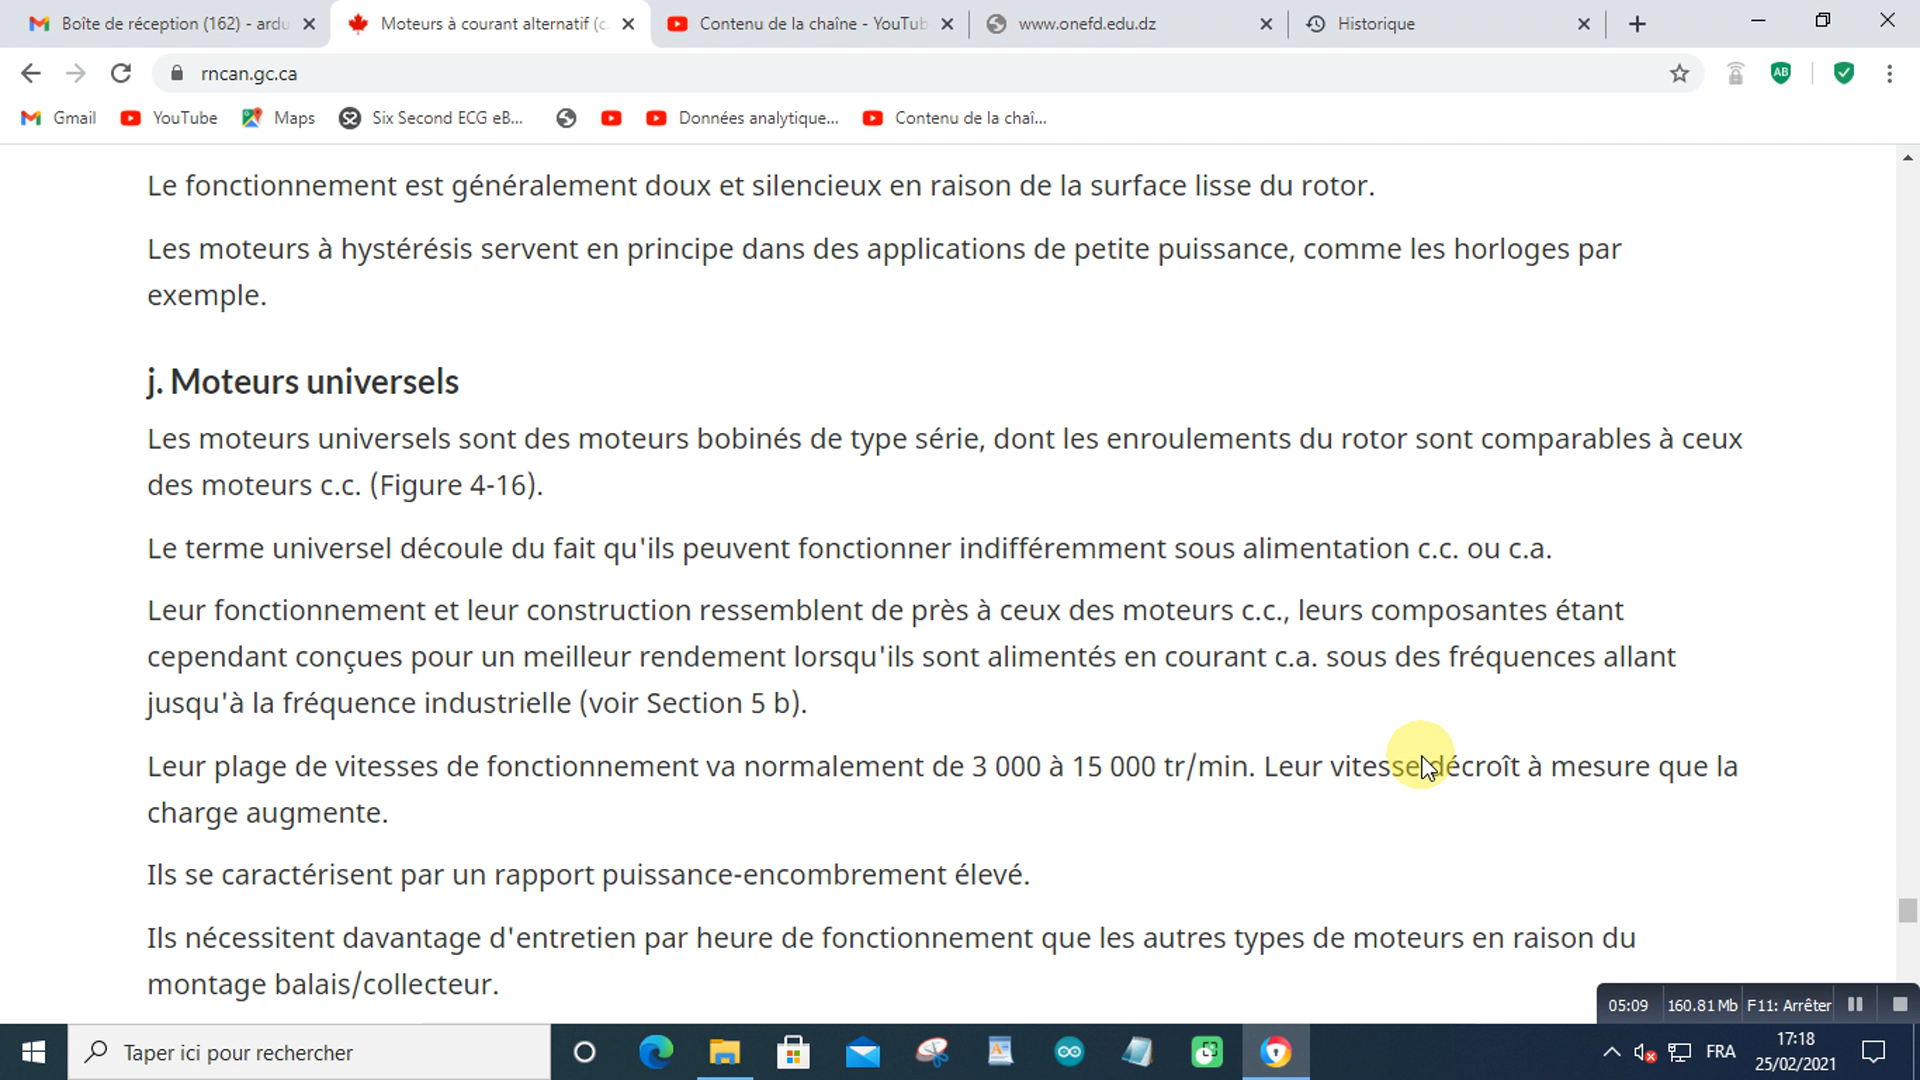 Boîte de réception (162) - ardu
Moteurs à courant alternatif (c.
Contenu de la chaîne - YouTub
www.onefd.edu.dz
Historique
rncan.gc.ca
AB
Gmail
YouTube
Maps
Six Second ECG eB...
Données analytique...
Contenu de la chaî...
Le fonctionnement est généralement doux et silencieux en raison de la surface lisse du rotor.
Les moteurs à hystérésis servent en principe dans des applications de petite puissance, comme les horloges par
exemple.
j. Moteurs universels
Les moteurs universels sont des moteurs bobinés de type série, dont les enroulements du rotor sont comparables à ceux
des moteurs c.c. (Figure 4-16).
Le terme universel découle du fait qu'ils peuvent fonctionner indifféremment sous alimentation c.c. ou c.a.
Leur fonctionnement et leur construction ressemblent de près à ceux des moteurs c.c., leurs composantes étant
cependant conçues pour un meilleur rendement lorsqu'ils sont alimentés en courant c.a. sous des fréquences allant
jusqu'à la fréquence industrielle (voir Section 5 b).
Leur plage de vitesses de fonctionnement va normalement de 3 000 à 15 000 tr/min. Leur vitesse décroît à mesure que la
charge augmente.
Ils se caractérisent par un rapport puissance-encombrement élevé.
Ils nécessitent davantage d'entretien par heure de fonctionnement que les autres types de moteurs en raison du
montage balais/collecteur.
05:09
160.81 Mb
F11: Arrêter
Taper ici pour rechercher
FRA
17:18
25/02/2021